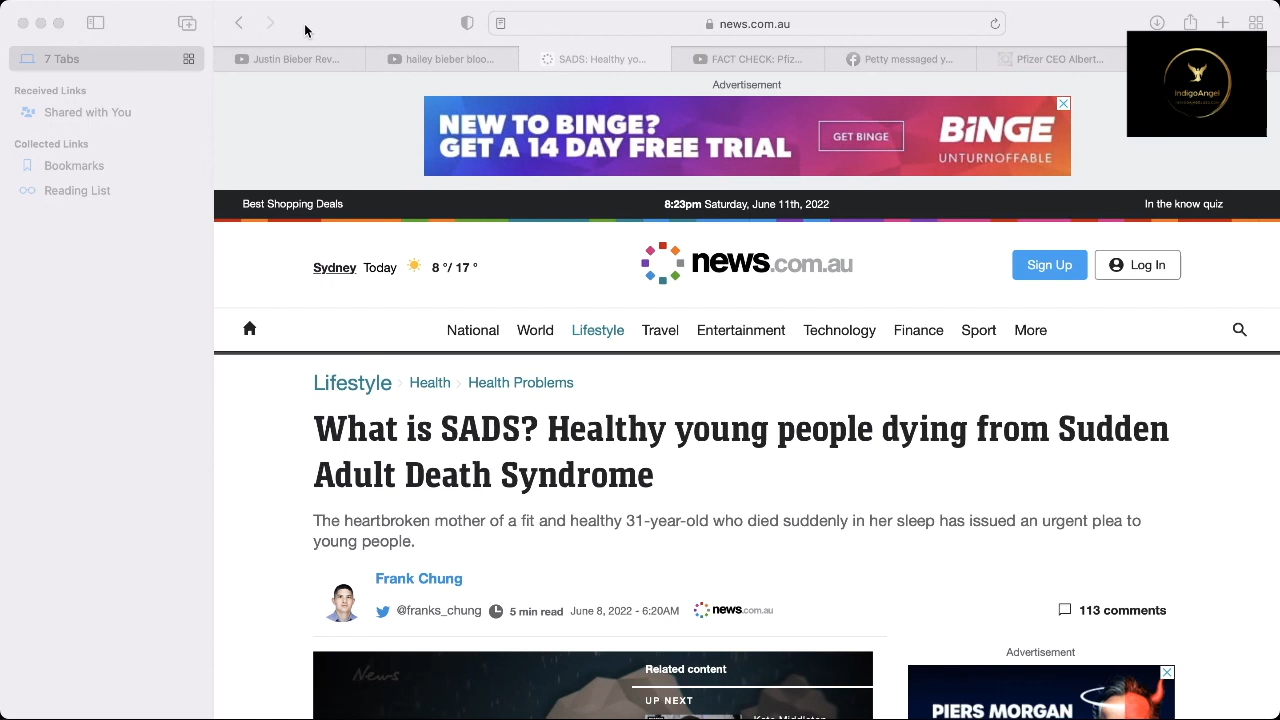 news.com.au
7 Tabs
Justin Bieber Rev...
hailey bieber bloo...
SADS: Healthy yo...
FACT CHECK: Pfiz...
Petty messaged y...
Pfizer CEO Albert...
Received Links
Shared with You
Collected Links
Bookmarks
Reading List
Advertisement
NEW TO BINGE?
GET A 14 DAY FREE TRIAL
GET BINGE
BINGE
UNTURNOFFABLE
IndigoAngel
Best Shopping Deals
8:23pm Saturday, June 11th, 2022
In the know quiz
Sydney Today 8°/ 17°
news.com.au
Sign Up
Log In
National World Lifestyle Travel Entertainment Technology Finance Sport More
Lifestyle › Health › Health Problems
What is SADS? Healthy young people dying from Sudden
Adult Death Syndrome
The heartbroken mother of a fit and healthy 31-year-old who died suddenly in her sleep has issued an urgent plea to
young people.
Frank Chung
@franks_chung 5 min read June 8, 2022 - 6:20AM news.com.au
113 comments
Advertisement
News
Related content
UP NEXT
Kate Middleton
PIERS MORGAN